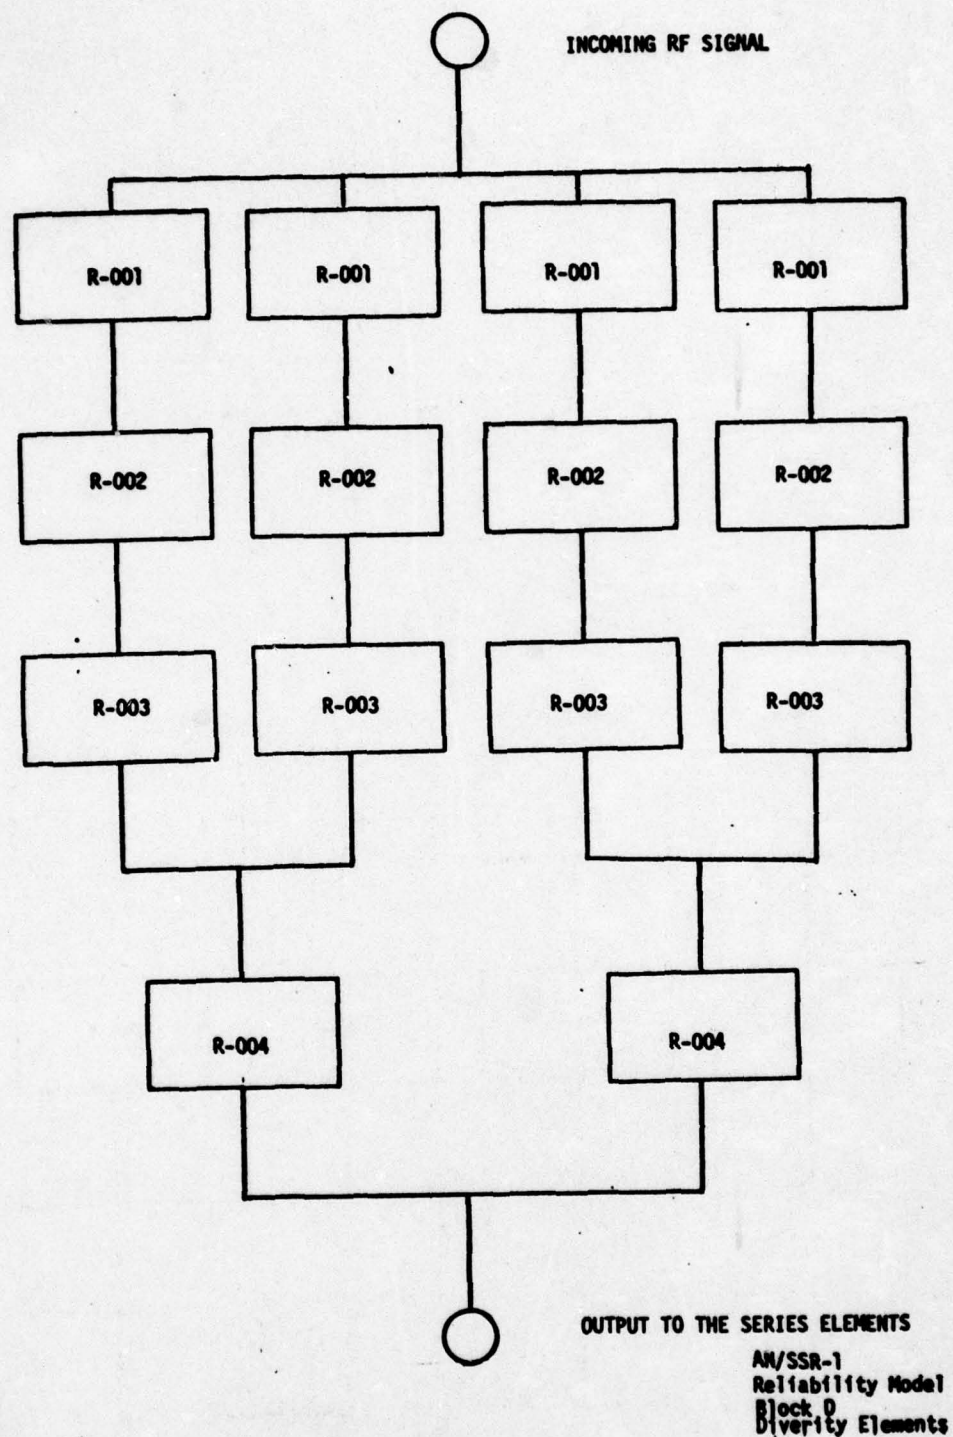 INCOMING RF SIGNAL
R-001
R-001
R-001
R-001
R-002
R-002
R-002
R-002
R-003
R-003
R-003
R-003
R-004
R-004
OUTPUT TO THE SERIES ELEMENTS
AN/SSR-1
Reliability Model
Block D
Diverity Elements